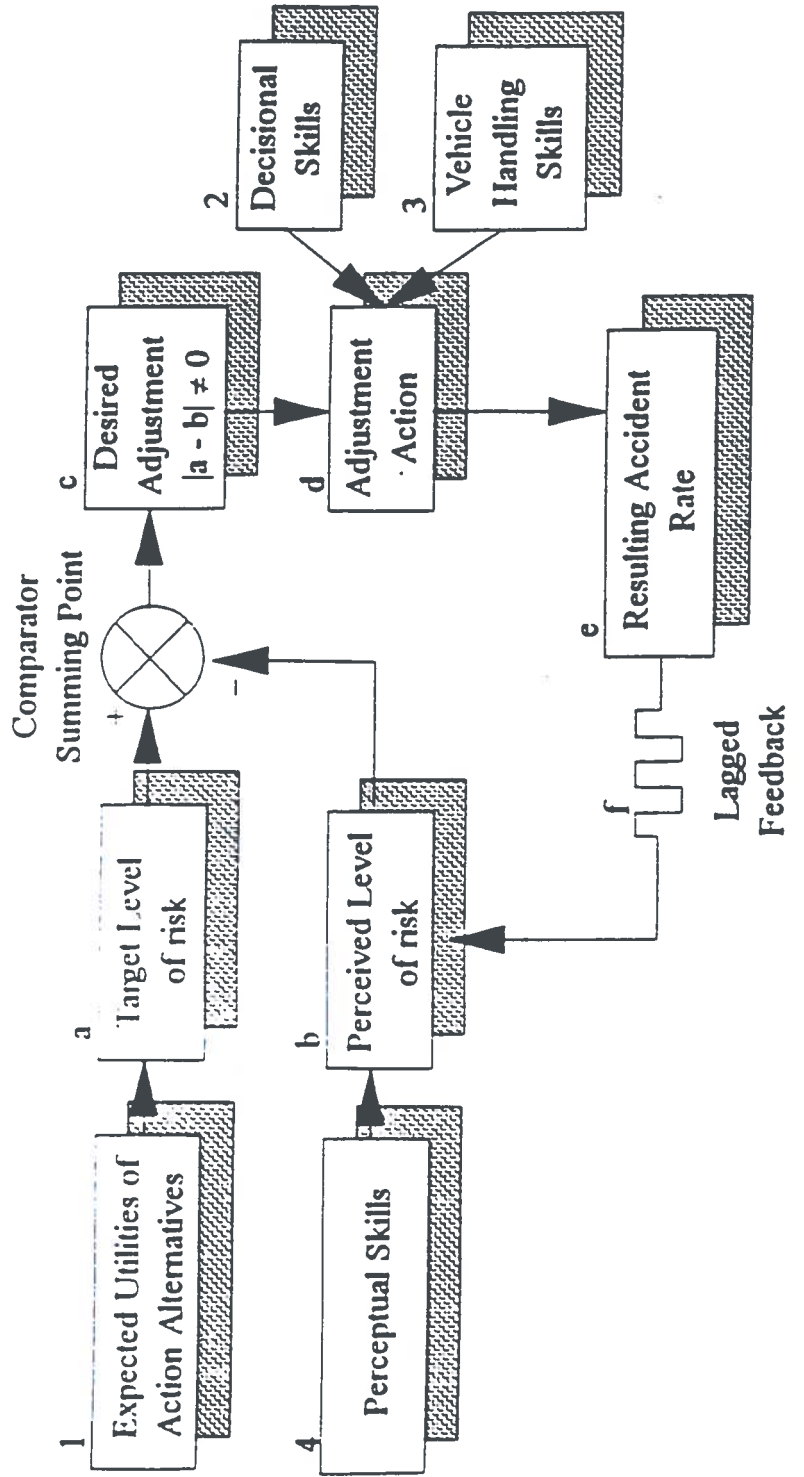 Comparator
Summing Point
1
Expected Utilities of
Action Alternatives
a
Target Level
of risk
+
-
c
Desired
Adjustment
|a - b| ≠ 0
2
Decisional
Skills
4
Perceptual Skills
b
Perceived Level
of risk
d
Adjustment
Action
3
Vehicle
Handling
Skills
f
Lagged
Feedback
e
Resulting Accident
Rate